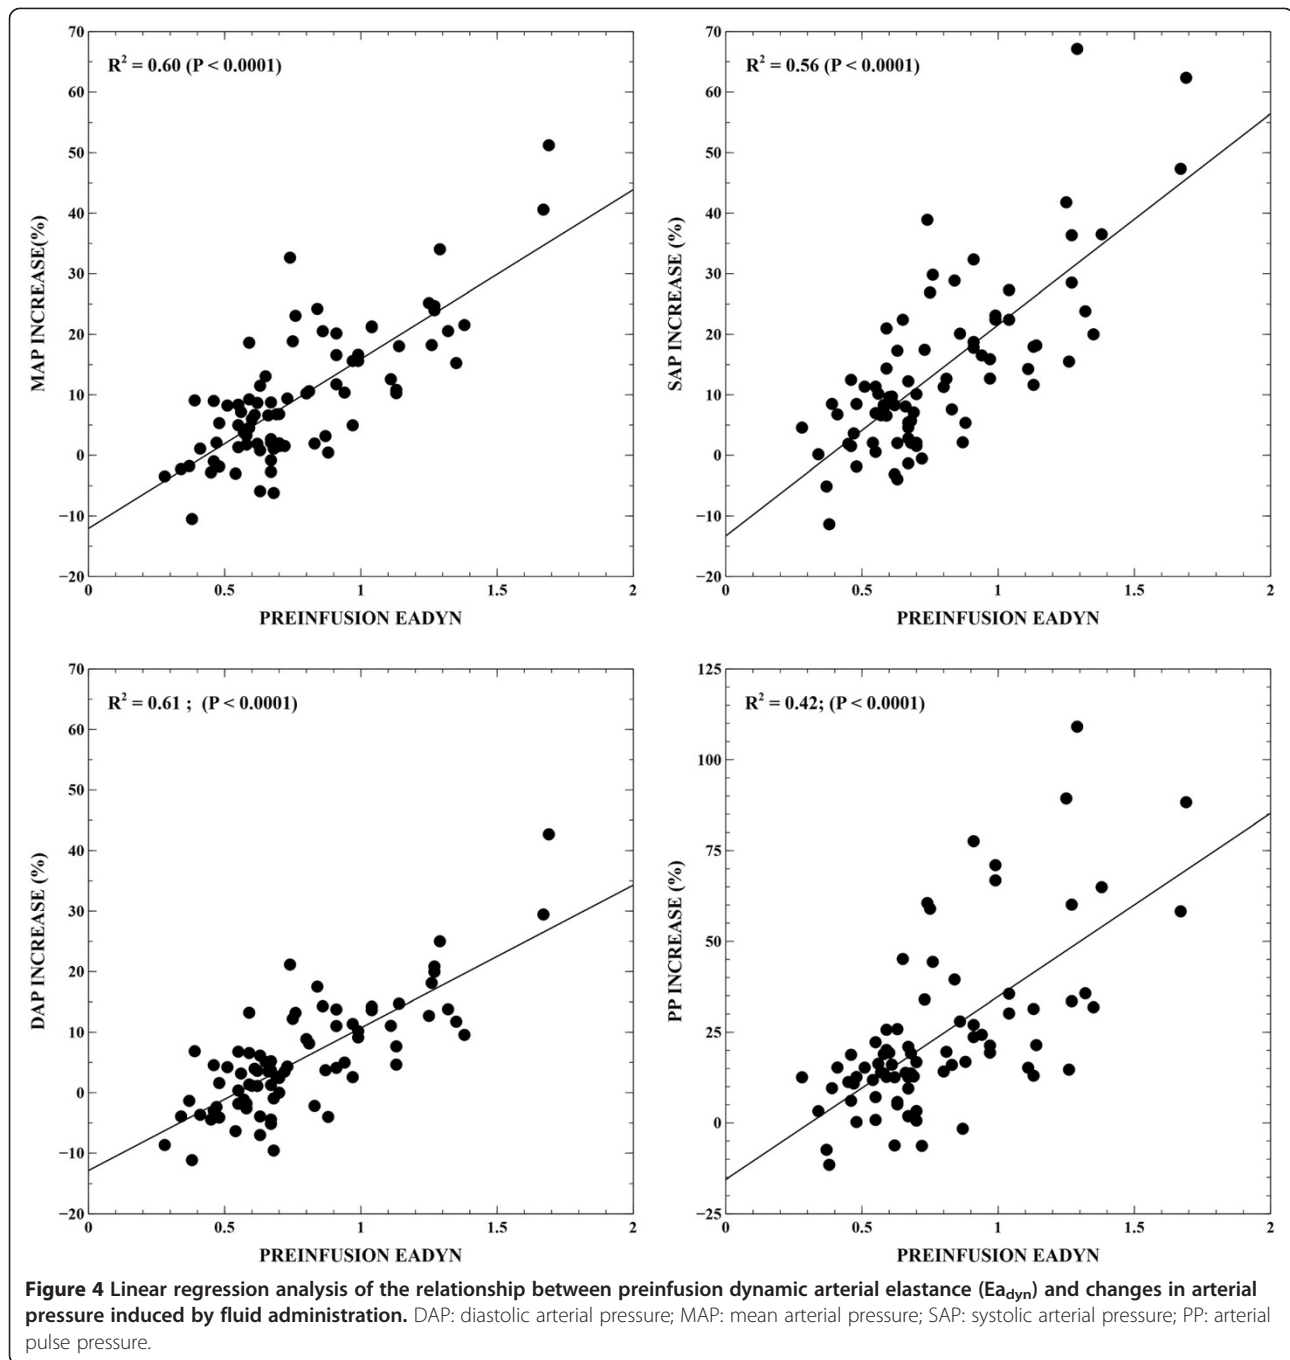 70
60
50
40
30
20
10
0
−10
−20
R² = 0.60 (P < 0.0001)
MAP INCREASE(%)
0 0.5 1 1.5 2
PREINFUSION EADYN
70
60
50
40
30
20
10
0
−10
−20
R² = 0.56 (P < 0.0001)
SAP INCREASE (%)
0 0.5 1 1.5 2
PREINFUSION EADYN
70
60
50
40
30
20
10
0
−10
−20
R² = 0.61 ; (P < 0.0001)
DAP INCREASE (%)
0 0.5 1 1.5 2
PREINFUSION EADYN
125
100
75
50
25
0
−25
R² = 0.42; (P < 0.0001)
PP INCREASE (%)
0 0.5 1 1.5 2
PREINFUSION EADYN
Figure 4 Linear regression analysis of the relationship between preinfusion dynamic arterial elastance (Eadyn) and changes in arterial
pressure induced by fluid administration. DAP: diastolic arterial pressure; MAP: mean arterial pressure; SAP: systolic arterial pressure; PP: arterial
pulse pressure.